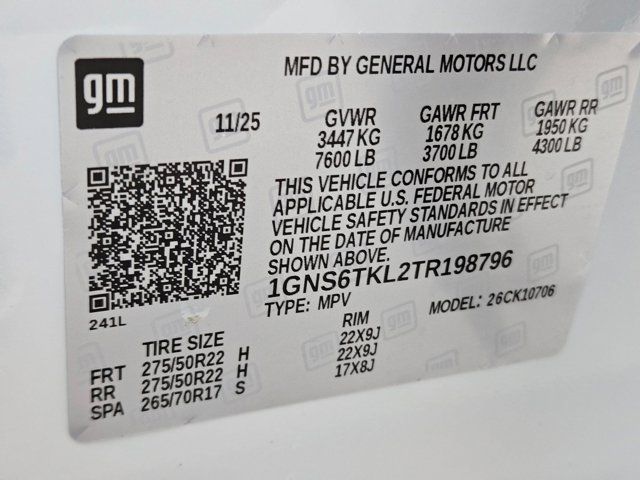 gm
MFD BY GENERAL MOTORS LLC
11/25
GVWR GAWR FRT GAWR RR
3447 KG 1678 KG 1950 KG
7600 LB 3700 LB 4300 LB
THIS VEHICLE CONFORMS TO ALL
APPLICABLE U.S. FEDERAL MOTOR
VEHICLE SAFETY STANDARDS IN EFFECT
ON THE DATE OF MANUFACTURE
SHOWN ABOVE.
1GNS6TKL2TR198796
TYPE: MPV MODEL: 26CK10706
241L
TIRE SIZE RIM
FRT 275/50R22 H 22X9J
RR 275/50R22 H 22X9J
SPA 265/70R17 S 17X8J